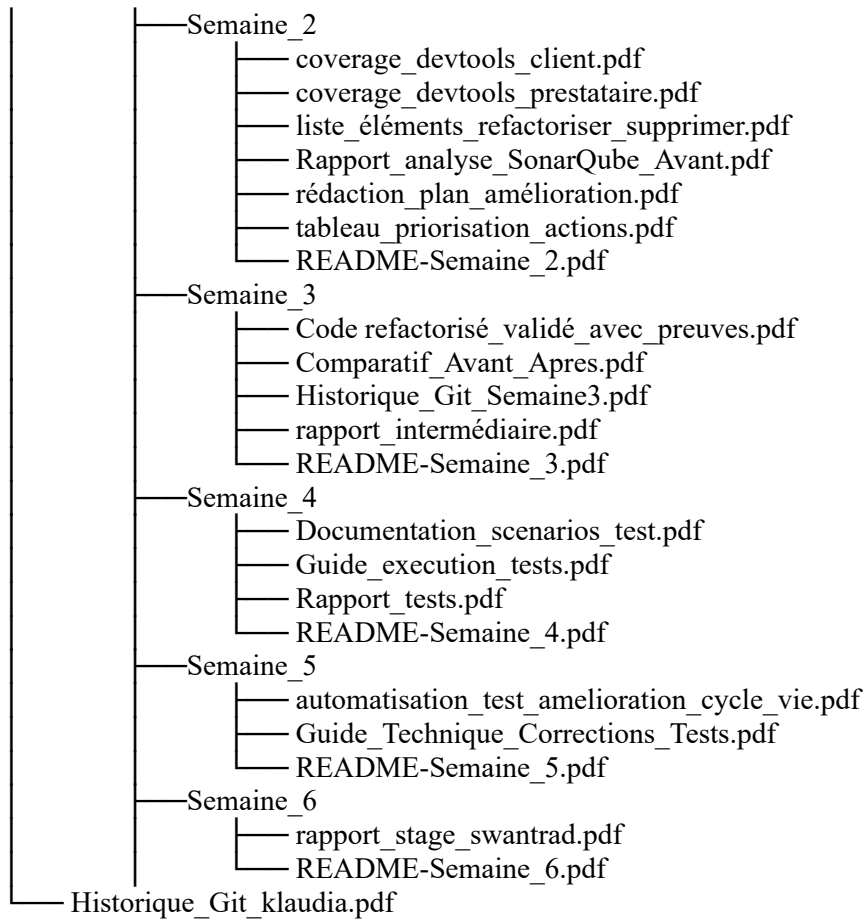 Semaine_2
coverage_devtools_client.pdf
coverage_devtools_prestataire.pdf
liste_éléments_refactoriser_supprimer.pdf
Rapport_analyse_SonarQube_Avant.pdf
rédaction_plan_amélioration.pdf
tableau_priorisation_actions.pdf
README-Semaine_2.pdf
Semaine_3
Code refactorisé_validé_avec_preuves.pdf
Comparatif_Avant_Apres.pdf
Historique_Git_Semaine3.pdf
rapport_intermédiaire.pdf
README-Semaine_3.pdf
Semaine_4
Documentation_scenarios_test.pdf
Guide_execution_tests.pdf
Rapport_tests.pdf
README-Semaine_4.pdf
Semaine_5
automatisation_test_amelioration_cycle_vie.pdf
Guide_Technique_Corrections_Tests.pdf
README-Semaine_5.pdf
Semaine_6
rapport_stage_swantrad.pdf
README-Semaine_6.pdf
Historique_Git_klaudia.pdf